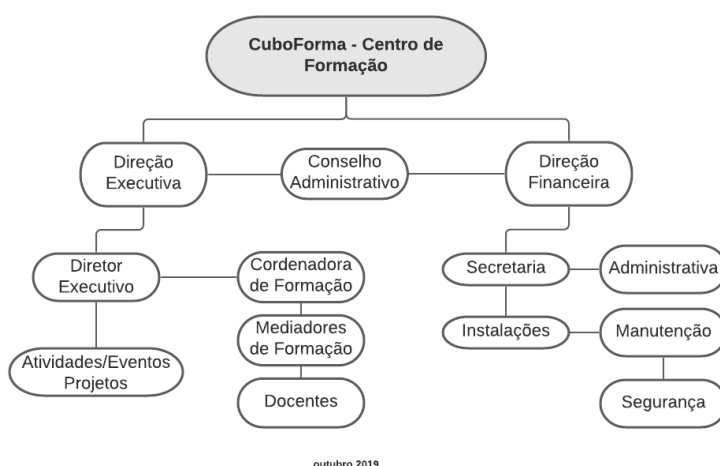 CuboForma - Centro de
Formação
Direção
Executiva
Conselho
Administrativo
Direção
Financeira
Diretor
Executivo
Cordenadora
de Formação
Secretaria
Administrativa
Mediadores
de Formação
Instalações
Manutenção
Atividades/Eventos
Projetos
Docentes
Segurança
outubro 2019